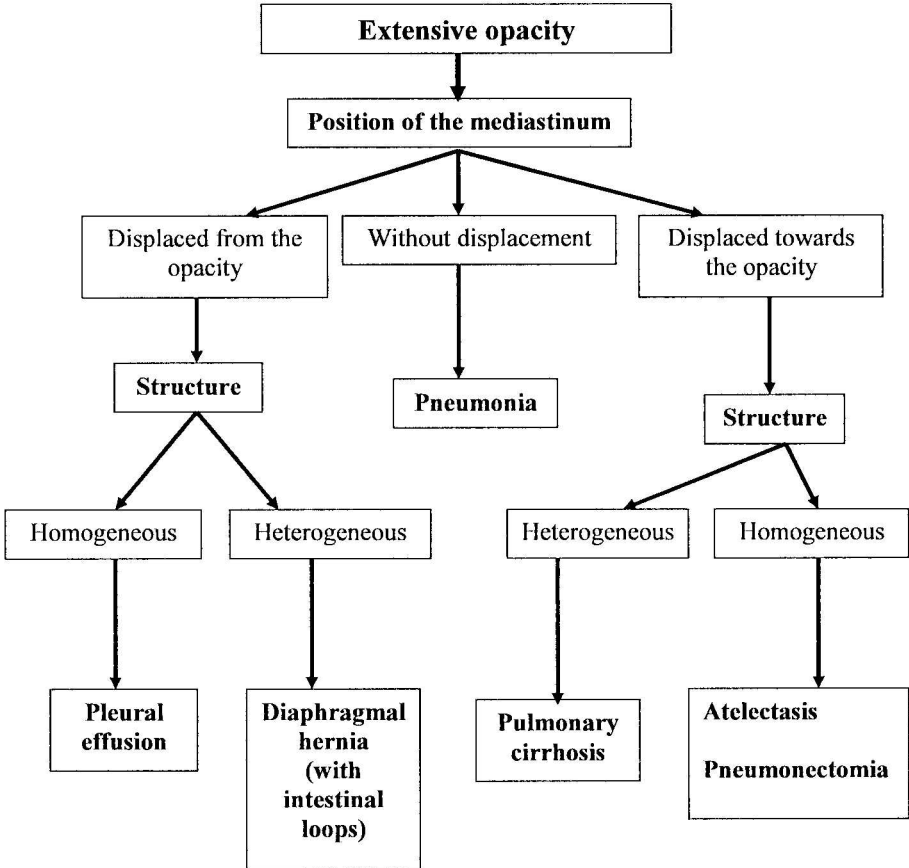 Extensive opacity
Position of the mediastinum
Displaced from the
opacity
Without displacement
Displaced towards
the opacity
Structure
Pneumonia
Structure
Homogeneous
Heterogeneous
Heterogeneous
Homogeneous
Pleural
effusion
Diaphragmal
hernia
(with
intestinal
loops)
Pulmonary
cirrhosis
Atelectasis
Pneumonectomia